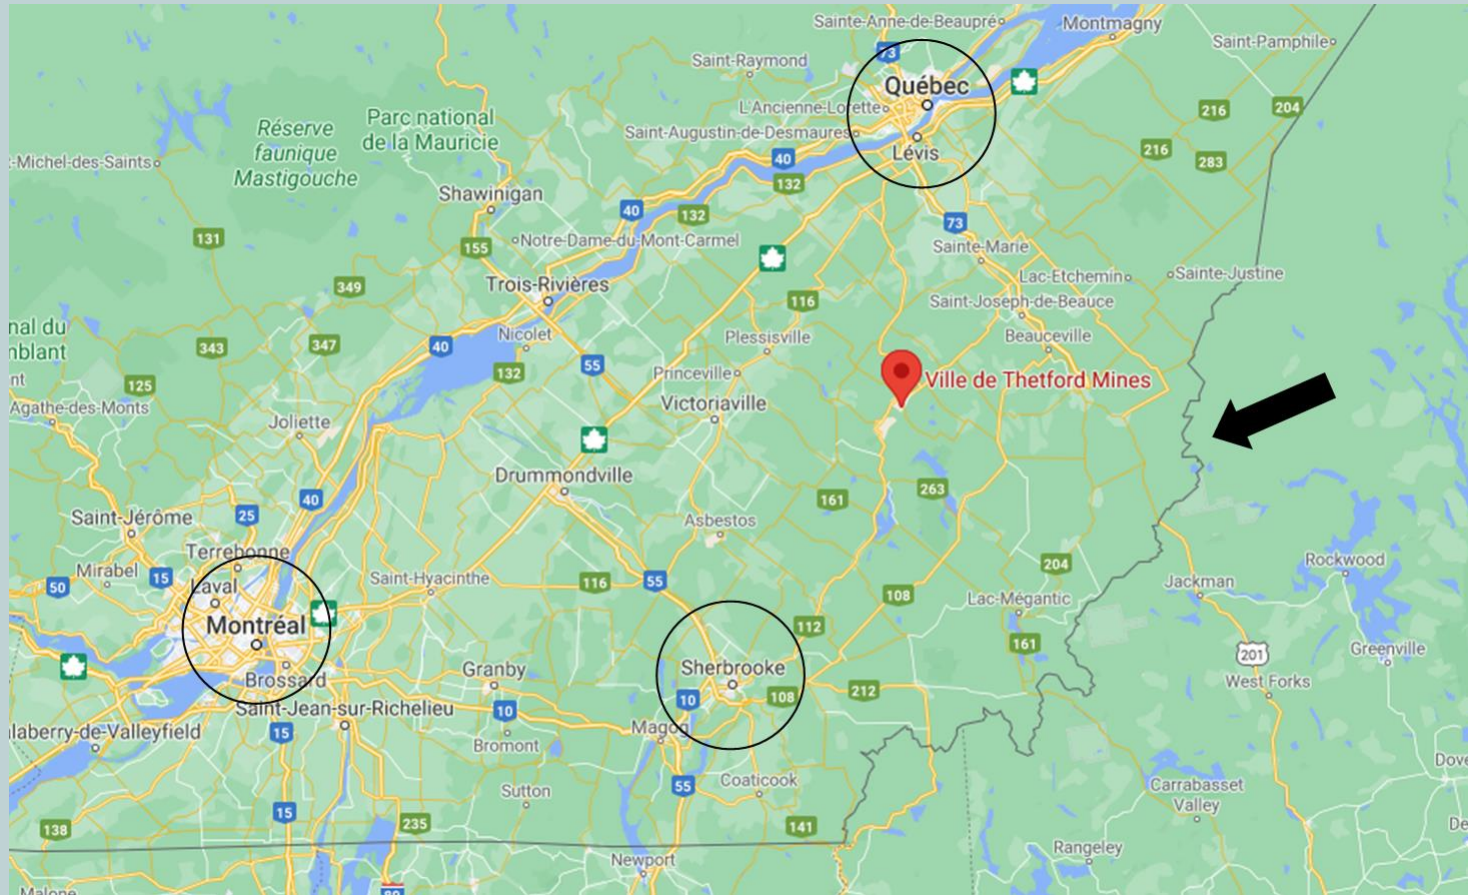 Sainte-Anne-de-Beaupré
Montmagny
Saint-Pamphile
73
Saint-Raymond
Québec
216
204
L'Ancienne-Lorette
Parc national
de la Mauricie
Réserve
faunique
Mastigouche
Saint-Augustin-de-Desmaures
-Michel-des-Saints
40
Lévis
216
283
132
Shawinigan
40
132
73
131
155
Notre-Dame-du-Mont-Carmel
Sainte-Marie
Lac-Etchemin
Sainte-Justine
349
Trois-Rivières
116
Saint-Joseph-de-Beauce
nal du
nblant
343
347
40
Nicolet
Plessisville
Beauceville
nt
125
132
55
Princeville
Ville de Thetford Mines
Agathe-des-Monts
Victoriaville
Joliette
Drummondville
40
161
263
Saint-Jérôme
25
Asbestos
Terrebonne
Mirabel
15
50
Laval
Saint-Hyacinthe
116
55
204
Rockwood
108
Lac-Mégantic
Jackman
Montréal
112
161
201
Greenville
Brossard
Granby
Sherbrooke
108
212
West Forks
10
10
Saint-Jean-sur-Richelieu
laberry-de-Valleyfield
15
Bromont
Magog
55
Coaticook
Dove
Sutton
Carrabasset
Valley
15
138
235
141
De
Newport
Rangeley
Malone
89